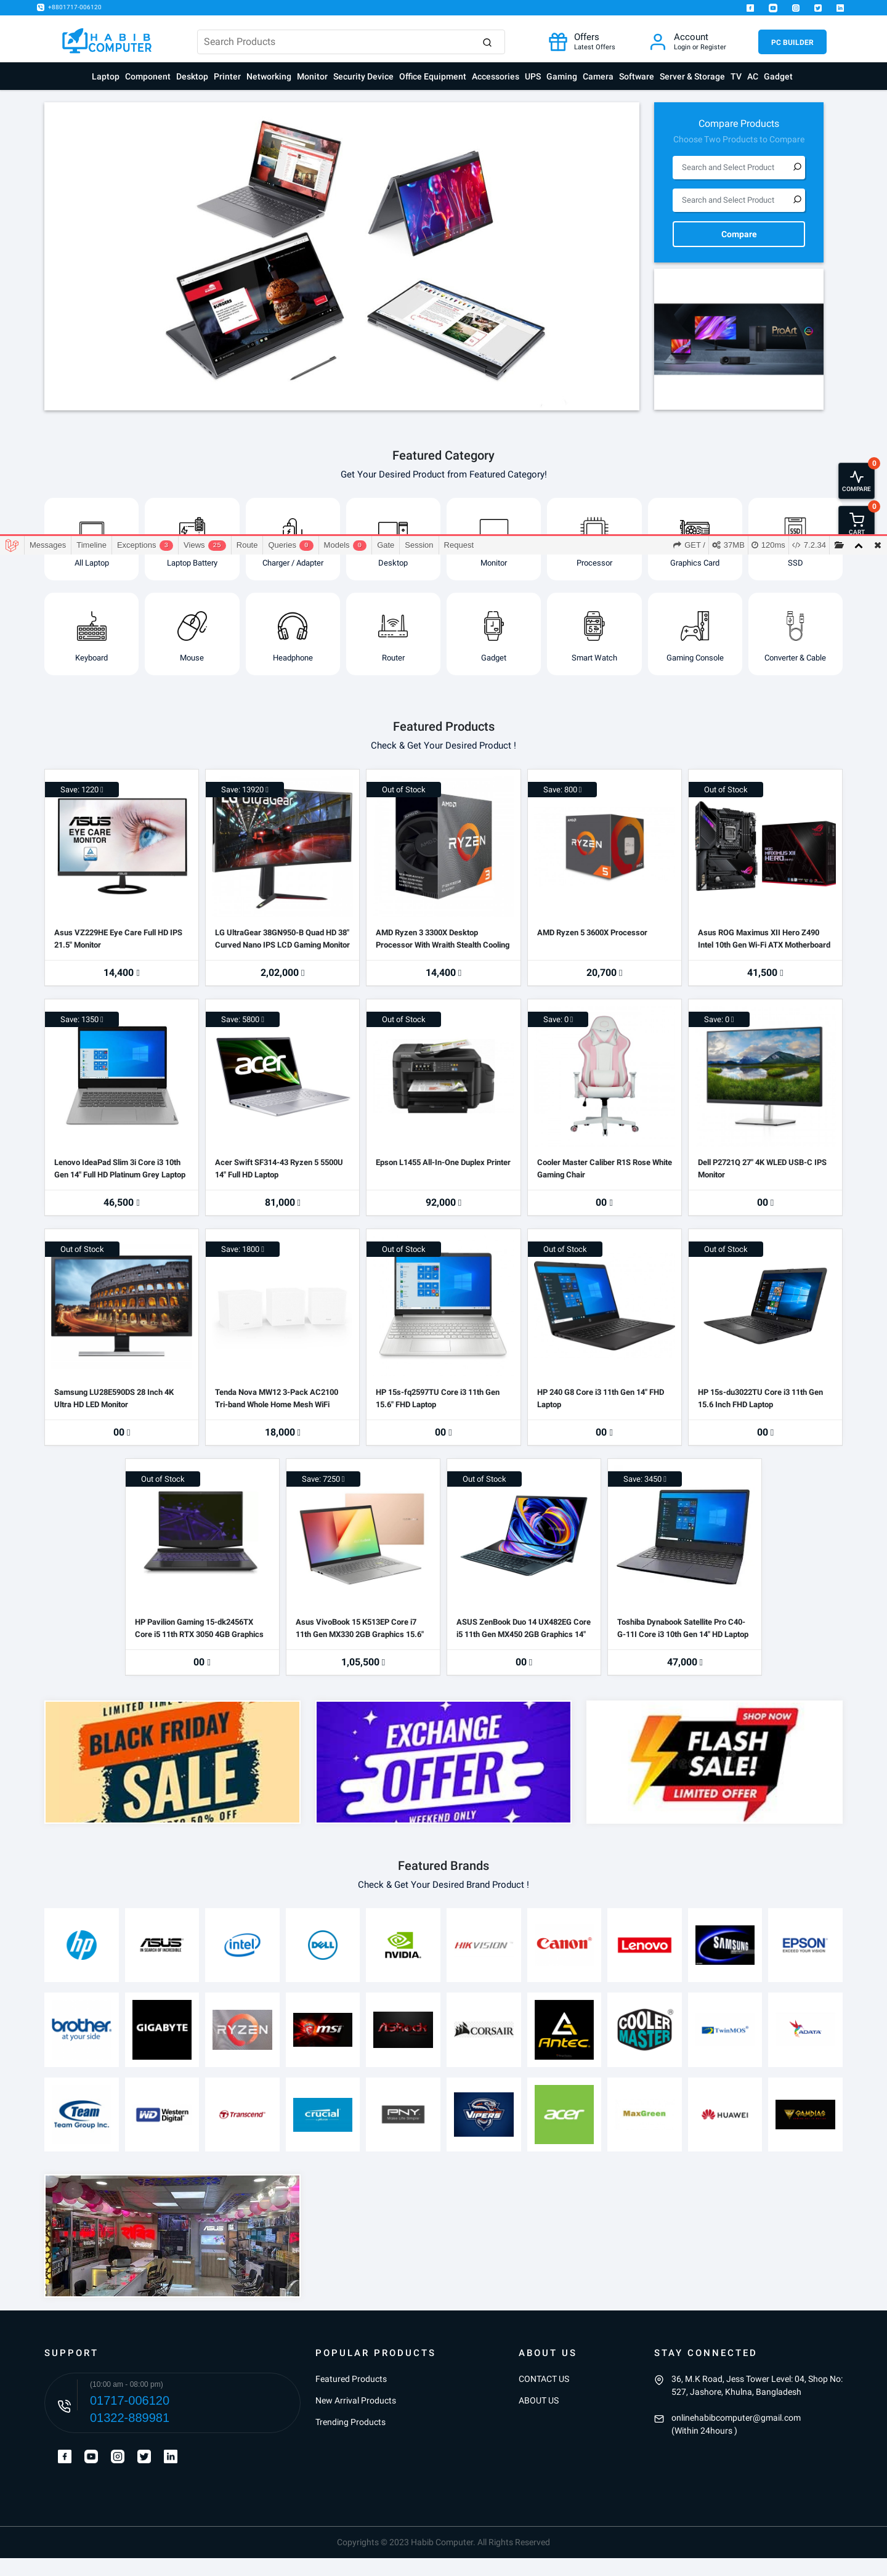 +8801717-006120
HABIB
COMPUTER
Search Products
Offers
Latest Offers
Account
Login or Register
PC BUILDER
Laptop Component Desktop Printer Networking Monitor Security Device Office Equipment Accessories UPS Gaming Camera Software Server & Storage TV AC Gadget
Compare Products
Choose Two Products to Compare
Search and Select Product
Search and Select Product
Compare
ProArt
Featured Category
Get Your Desired Product from Featured Category!
0
COMPARE
0
CART
Messages Timeline Exceptions 3 Views 25 Route Queries 0 Models 0 Gate Session Request GET / 37MB 120ms 7.2.34
All Laptop Laptop Battery Charger / Adapter Desktop Monitor Processor Graphics Card SSD
Keyboard Mouse Headphone Router Gadget Smart Watch Gaming Console Converter & Cable
Featured Products
Check & Get Your Desired Product !
Save: 1220
ASUS
EYE CARE
MONITOR
Asus VZ229HE Eye Care Full HD IPS
21.5" Monitor
14,400
Save: 13920
LG UltraGear
LG UltraGear 38GN950-B Quad HD 38"
Curved Nano IPS LCD Gaming Monitor
2,02,000
Out of Stock
AMD
RYZEN
3
AMD Ryzen 3 3300X Desktop
Processor With Wraith Stealth Cooling
14,400
Save: 800
RYZEN
5
AMD Ryzen 5 3600X Processor
20,700
Out of Stock
MAXIMUS XII
HERO
Asus ROG Maximus XII Hero Z490
Intel 10th Gen Wi-Fi ATX Motherboard
41,500
Save: 1350
Lenovo IdeaPad Slim 3i Core i3 10th
Gen 14" Full HD Platinum Grey Laptop
46,500
Save: 5800
acer
Acer Swift SF314-43 Ryzen 5 5500U
14" Full HD Laptop
81,000
Out of Stock
Epson L1455 All-In-One Duplex Printer
92,000
Save: 0
Cooler Master Caliber R1S Rose White
Gaming Chair
00
Save: 0
Dell P2721Q 27" 4K WLED USB-C IPS
Monitor
00
Out of Stock
Samsung LU28E590DS 28 Inch 4K
Ultra HD LED Monitor
00
Save: 1800
Tenda Nova MW12 3-Pack AC2100
Tri-band Whole Home Mesh WiFi
18,000
Out of Stock
HP 15s-fq2597TU Core i3 11th Gen
15.6" FHD Laptop
00
Out of Stock
HP 240 G8 Core i3 11th Gen 14" FHD
Laptop
00
Out of Stock
HP 15s-du3022TU Core i3 11th Gen
15.6 Inch FHD Laptop
00
Out of Stock
HP Pavilion Gaming 15-dk2456TX
Core i5 11th RTX 3050 4GB Graphics
00
Save: 7250
Asus VivoBook 15 K513EP Core i7
11th Gen MX330 2GB Graphics 15.6"
1,05,500
Out of Stock
ASUS ZenBook Duo 14 UX482EG Core
i5 11th Gen MX450 2GB Graphics 14"
00
Save: 3450
Toshiba Dynabook Satellite Pro C40-
G-11I Core i3 10th Gen 14" HD Laptop
47,000
LIMITED TIME
BLACK FRIDAY
SALE
50% OFF
EXCHANGE
OFFER
WEEKEND ONLY
SHOP NOW
FLASH
SALE!
LIMITED OFFER
Featured Brands
Check & Get Your Desired Brand Product !
hp
ASUS
IN SEARCH OF INCREDIBLE
intel
DELL
NVIDIA.
HIKVISION
Canon
Lenovo
SAMSUNG
EPSON
EXCEED YOUR VISION
brother
at your side
GIGABYTE
RYZEN
msi
ASRock
CORSAIR
ANTEC
COOLER
MASTER
TwinMOS
ADATA
Team
Team Group Inc.
WD Western
Digital
Transcend
crucial
PNY
VIPERS
acer
MaxGreen
HUAWEI
GAMDIAS
হাবিব
ASUS
SUPPORT
(10:00 am - 08:00 pm)
01717-006120
01322-889981
POPULAR PRODUCTS
Featured Products
New Arrival Products
Trending Products
ABOUT US
CONTACT US
ABOUT US
STAY CONNECTED
36, M.K Road, Jess Tower Level: 04, Shop No:
527, Jashore, Khulna, Bangladesh
onlinehabibcomputer@gmail.com
(Within 24hours )
Copyrights © 2023 Habib Computer. All Rights Reserved